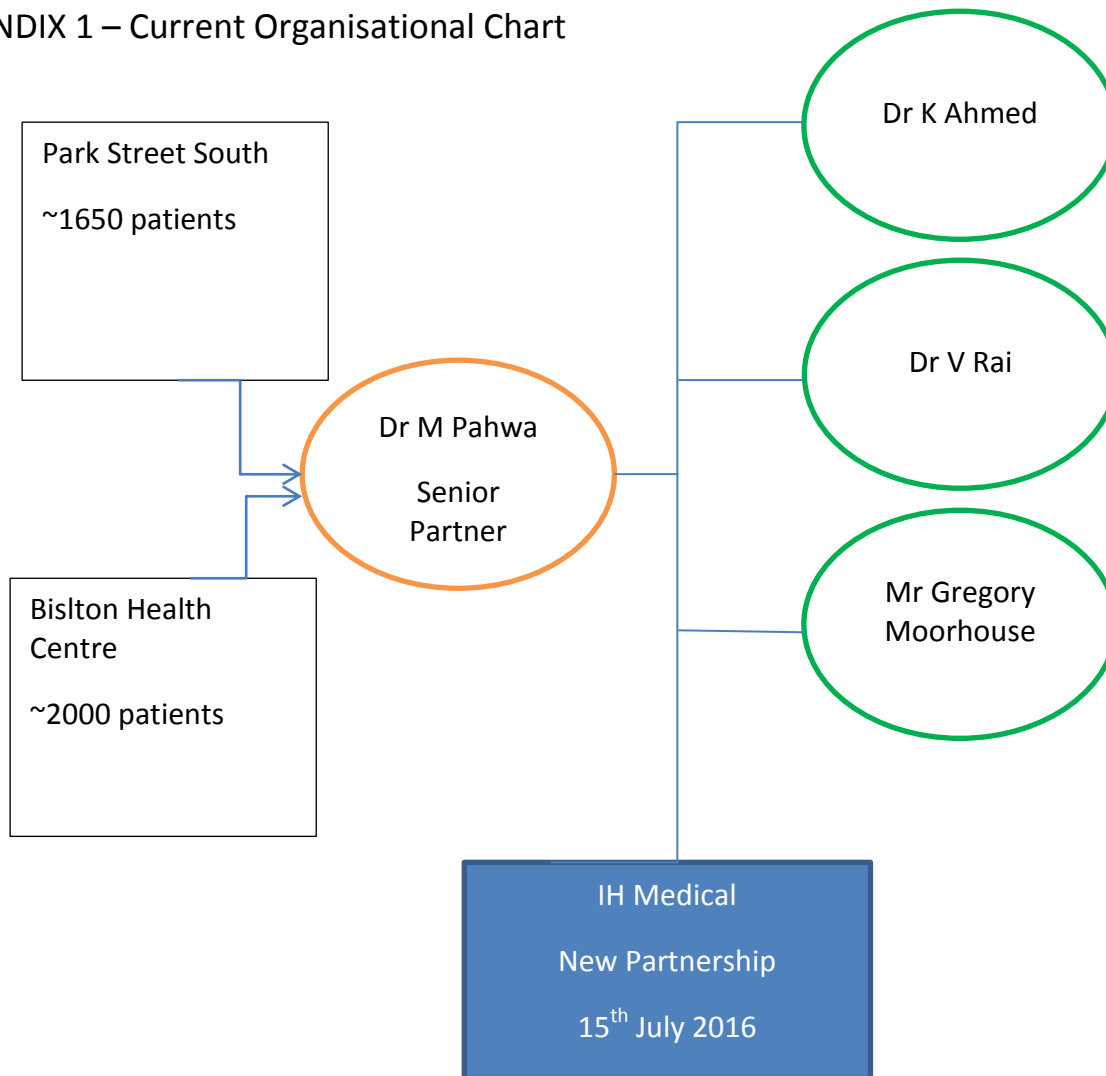 NDIX 1 – Current Organisational Chart
Park Street South
~1650 patients
Bislton Health
Centre
~2000 patients
Dr M Pahwa
Senior
Partner
Dr K Ahmed
Dr V Rai
Mr Gregory
Moorhouse
IH Medical
New Partnership
15th July 2016